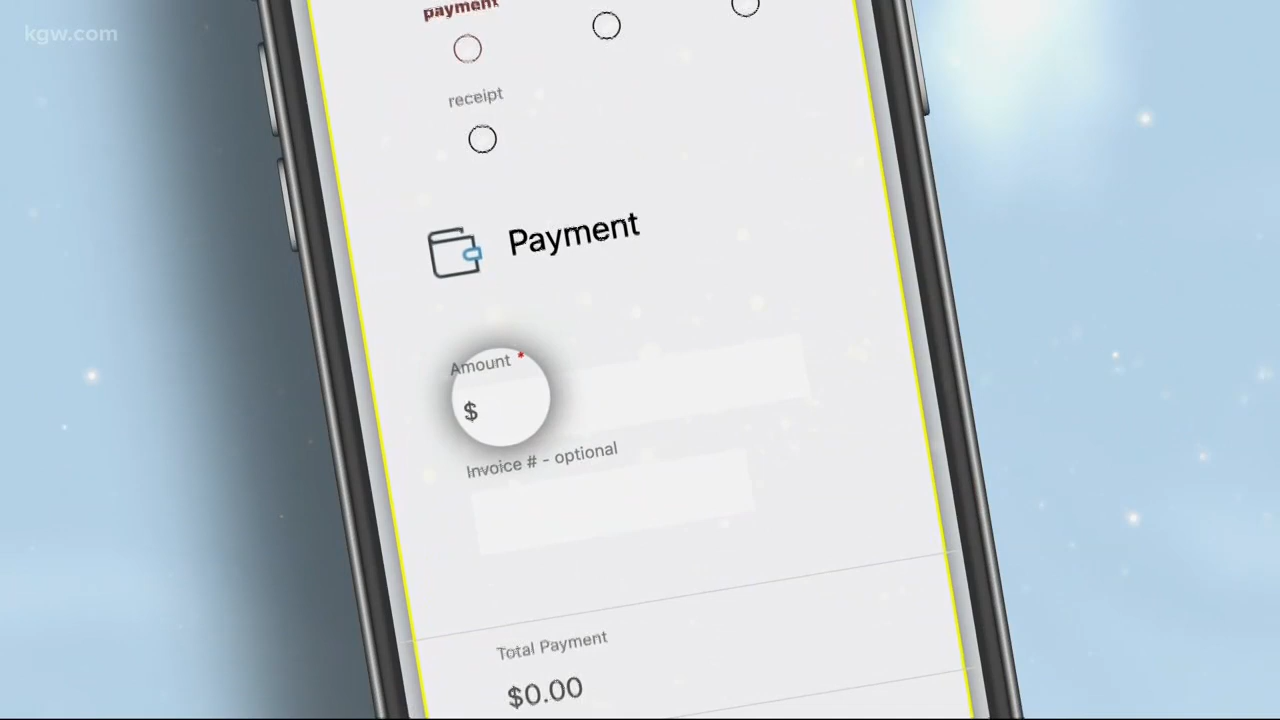 kgw.com
payment
receipt
Payment
Amount *
$
Invoice # - optional
Total Payment
$0.00